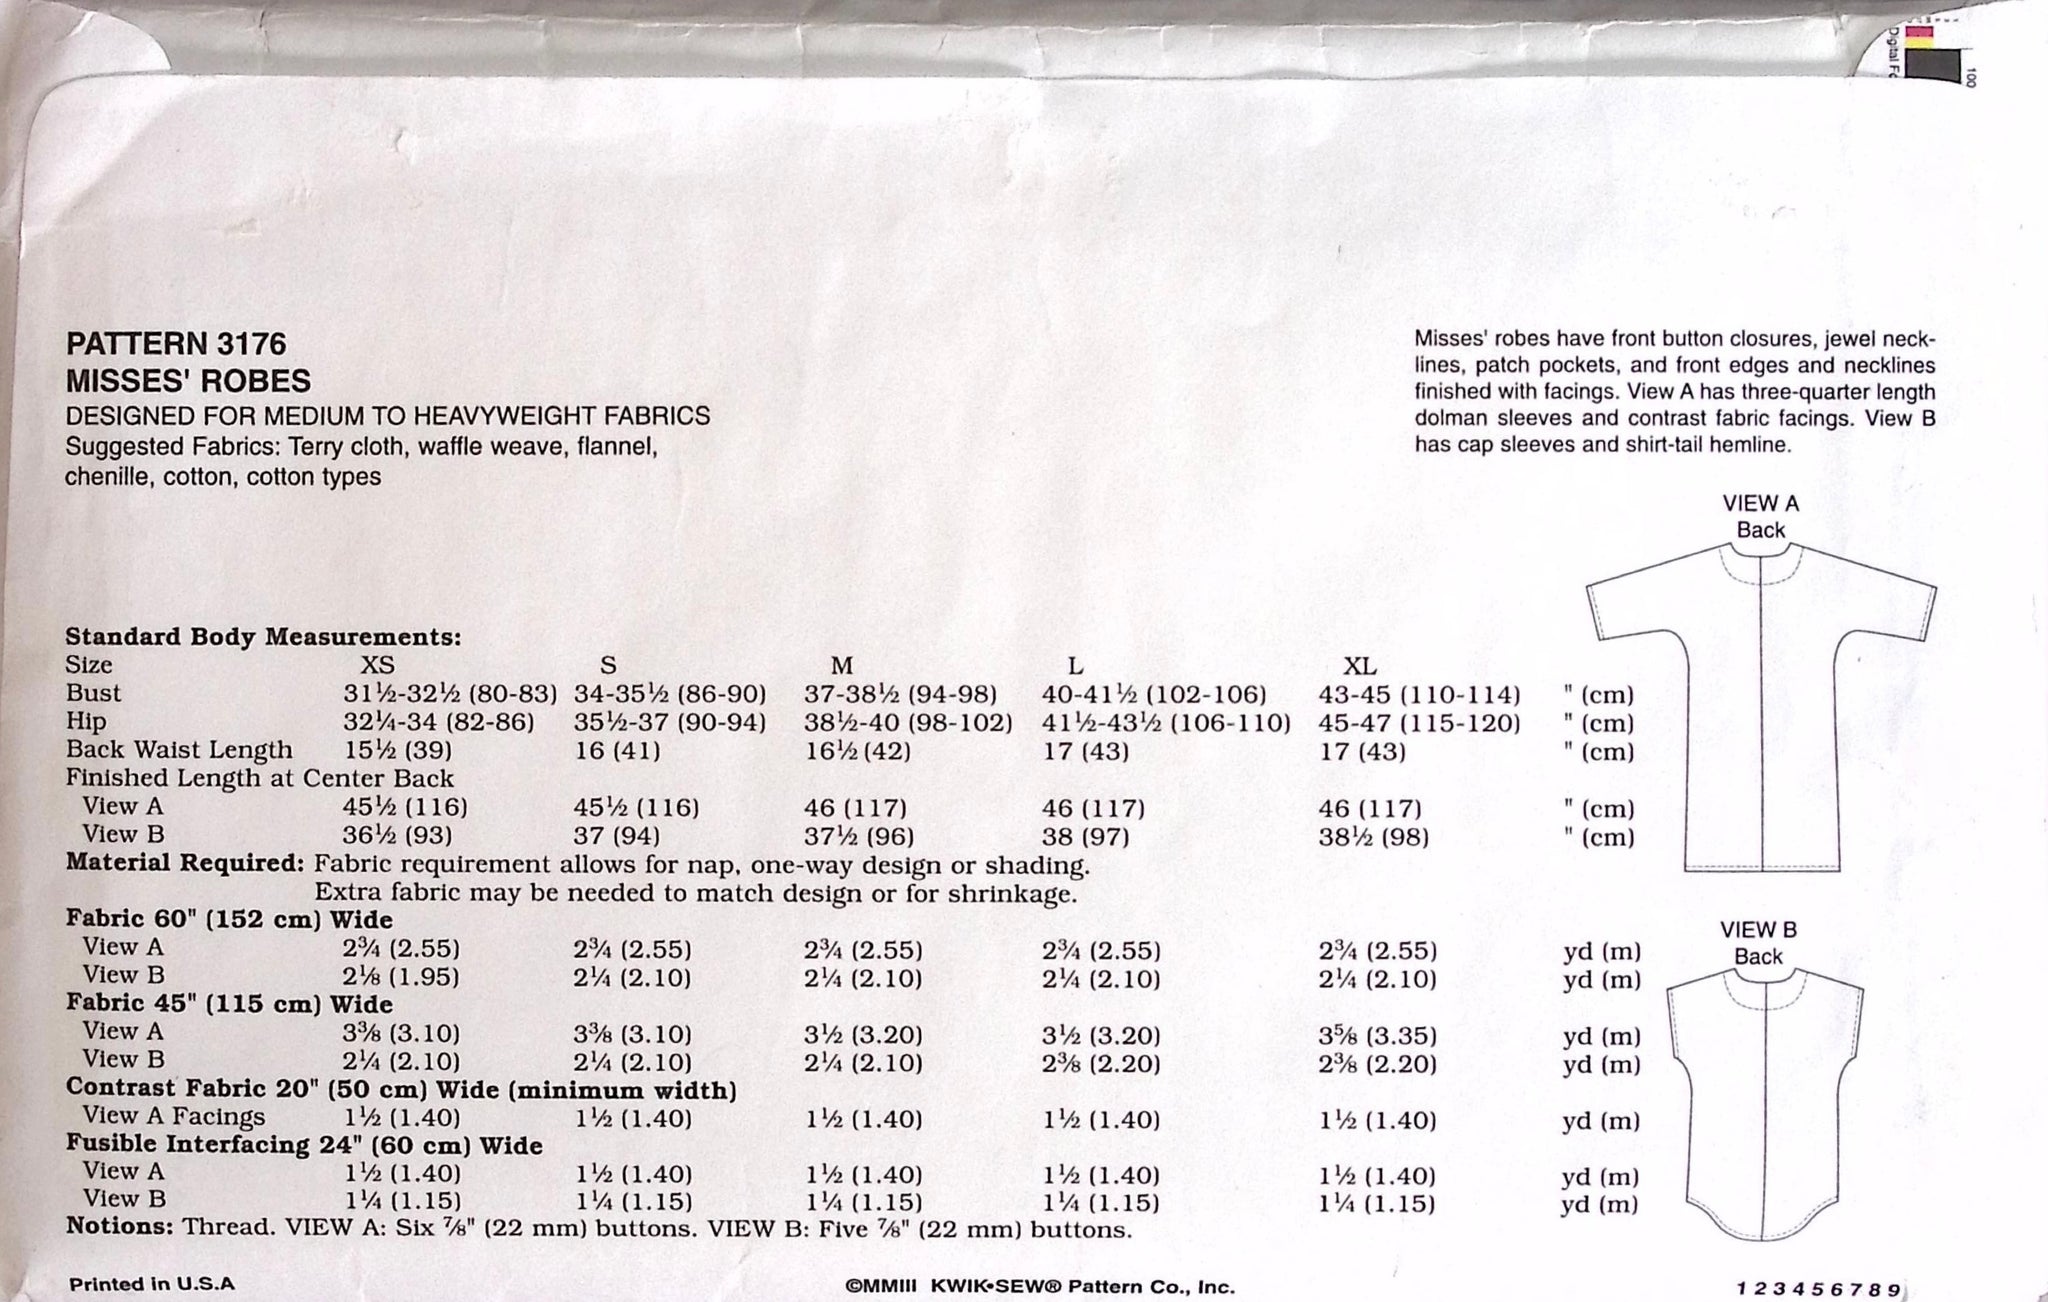 Digital
100
PATTERN 3176
MISSES' ROBES
DESIGNED FOR MEDIUM TO HEAVYWEIGHT FABRICS
Suggested Fabrics: Terry cloth, waffle weave, flannel,
chenille, cotton, cotton types
Misses' robes have front button closures, jewel neck-
lines, patch pockets, and front edges and necklines
finished with facings. View A has three-quarter length
dolman sleeves and contrast fabric facings. View B
has cap sleeves and shirt-tail hemline.
VIEW A
Back
Standard Body Measurements:
Size XS S M L XL
Bust 31½-32½ (80-83) 34-35½ (86-90) 37-38½ (94-98) 40-41½ (102-106) 43-45 (110-114) " (cm)
Hip 32¼-34 (82-86) 35½-37 (90-94) 38½-40 (98-102) 41½-43½ (106-110) 45-47 (115-120) " (cm)
Back Waist Length 15½ (39) 16 (41) 16½ (42) 17 (43) 17 (43) " (cm)
Finished Length at Center Back
View A 45½ (116) 45½ (116) 46 (117) 46 (117) 46 (117) " (cm)
View B 36½ (93) 37 (94) 37½ (96) 38 (97) 38½ (98) " (cm)
Material Required: Fabric requirement allows for nap, one-way design or shading.
Extra fabric may be needed to match design or for shrinkage.
Fabric 60" (152 cm) Wide
View A 2¾ (2.55) 2¾ (2.55) 2¾ (2.55) 2¾ (2.55) 2¾ (2.55) yd (m)
View B 2⅛ (1.95) 2¼ (2.10) 2¼ (2.10) 2¼ (2.10) 2¼ (2.10) yd (m)
Fabric 45" (115 cm) Wide
View A 3⅜ (3.10) 3⅜ (3.10) 3½ (3.20) 3½ (3.20) 3⅝ (3.35) yd (m)
View B 2¼ (2.10) 2¼ (2.10) 2¼ (2.10) 2⅜ (2.20) 2⅜ (2.20) yd (m)
Contrast Fabric 20" (50 cm) Wide (minimum width)
View A Facings 1½ (1.40) 1½ (1.40) 1½ (1.40) 1½ (1.40) 1½ (1.40) yd (m)
Fusible Interfacing 24" (60 cm) Wide
View A 1½ (1.40) 1½ (1.40) 1½ (1.40) 1½ (1.40) 1½ (1.40) yd (m)
View B 1¼ (1.15) 1¼ (1.15) 1¼ (1.15) 1¼ (1.15) 1¼ (1.15) yd (m)
Notions: Thread. VIEW A: Six ⅞" (22 mm) buttons. VIEW B: Five ⅞" (22 mm) buttons.
VIEW B
Back
Printed in U.S.A
©MMIII KWIK•SEW® Pattern Co., Inc.
1 2 3 4 5 6 7 8 9